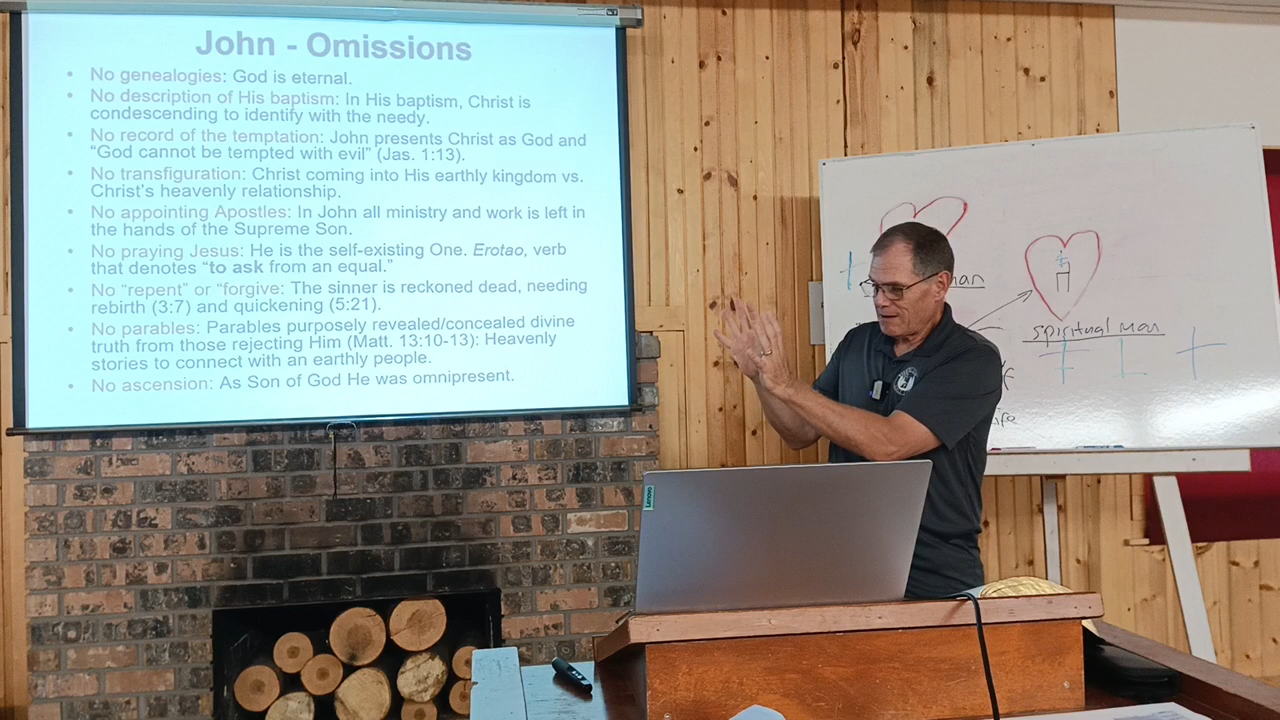 John - Omissions
• No genealogies: God is eternal.
• No description of His baptism: In His baptism, Christ is
condescending to identify with the needy.
• No record of the temptation: John presents Christ as God and
“God cannot be tempted with evil” (Jas. 1:13).
• No transfiguration: Christ coming into His earthly kingdom vs.
Christ’s heavenly relationship.
• No appointing Apostles: In John all ministry and work is left in
the hands of the Supreme Son.
• No praying Jesus: He is the self-existing One. Erotao, verb
that denotes “to ask from an equal.”
• No “repent” or “forgive: The sinner is reckoned dead, needing
rebirth (3:7) and quickening (5:21).
• No parables: Parables purposely revealed/concealed divine
truth from those rejecting Him (Matt. 13:10-13): Heavenly
stories to connect with an earthly people.
• No ascension: As Son of God He was omnipresent.
man
spiritual man
Lenovo